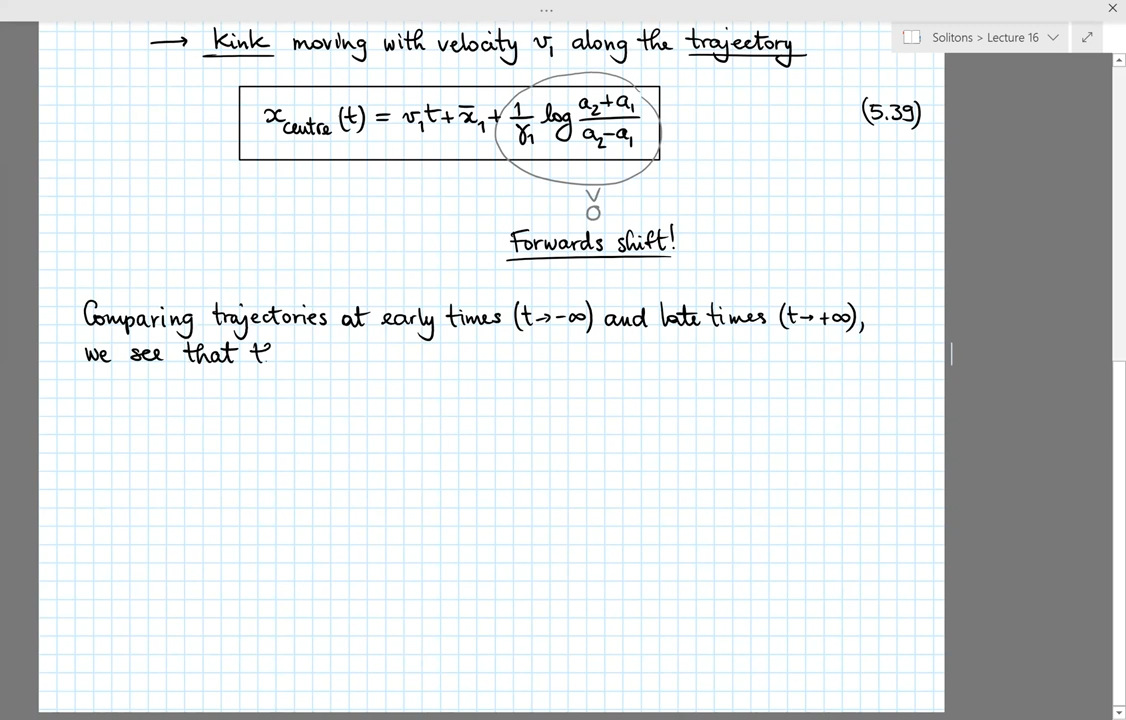 ...
Solitons > Lecture 16
→ Kink moving with velocity v₁ along the trajectory
x_centre(t) = v₁t + x̄₁ + 1/γ₁ log (a₂+a₁)/(a₂-a₁) (5.39)
V
O
Forwards shift!
Comparing trajectories at early times (t→-∞) and late times (t→+∞),
we see that t